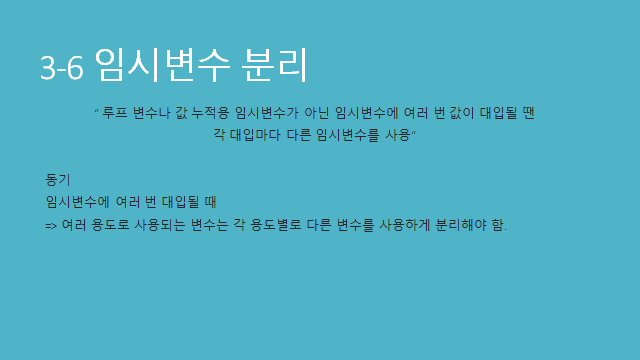 3-6 임시변수 분리
“ 루프 변수나 값 누적용 임시변수가 아닌 임시변수에 여러 번 값이 대입될 땐
각 대입마다 다른 임시변수를 사용“
동기
임시변수에 여러 번 대입될 때
=> 여러 용도로 사용되는 변수는 각 용도별로 다른 변수를 사용하게 분리해야 함.